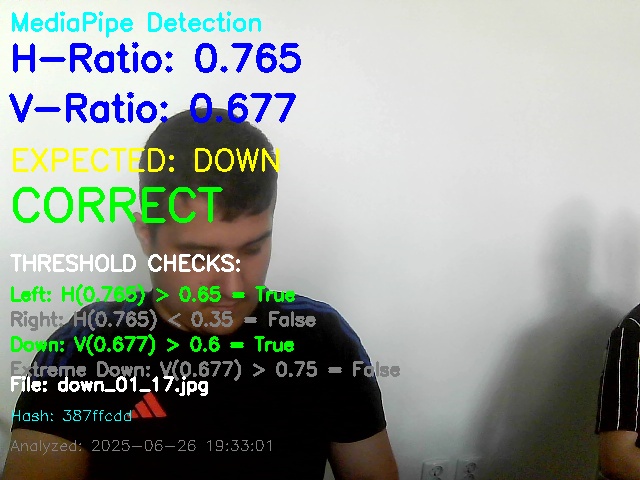 MediaPipe Detection
H-Ratio: 0.765
V-Ratio: 0.677
EXPECTED: DOWN
CORRECT
THRESHOLD CHECKS:
Left: H(0.765) > 0.65 = True
Right: H(0.765) < 0.35 = False
Down: V(0.677) > 0.6 = True
Extreme Down: V(0.677) > 0.75 = False
File: down_01_17.jpg
Hash: 387ffcdd
Analyzed: 2025-06-26 19:33:01